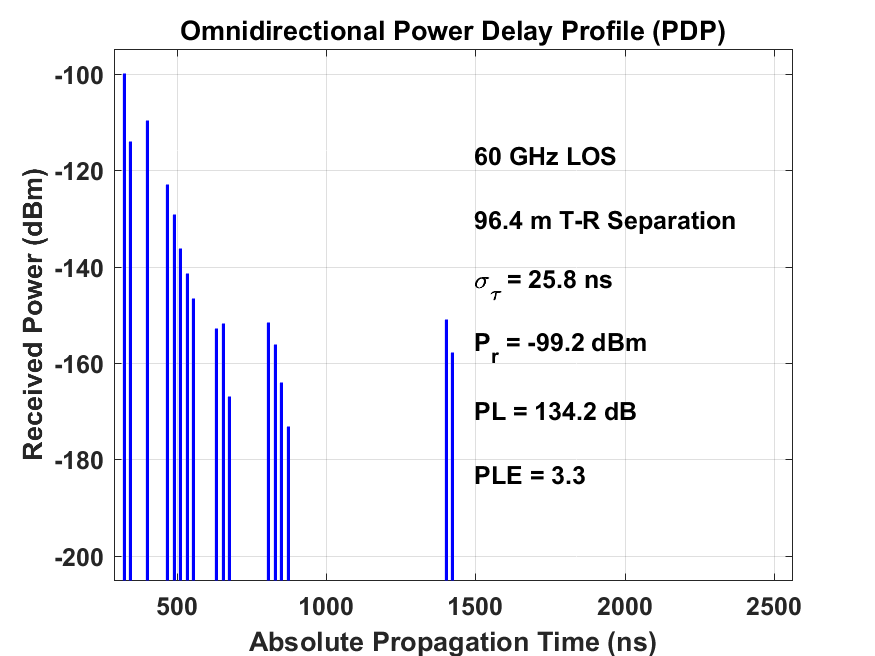 Omnidirectional Power Delay Profile (PDP)
-100
-120
-140
-160
-180
-200
Received Power (dBm)
60 GHz LOS
96.4 m T-R Separation
σ_τ = 25.8 ns
P_r = -99.2 dBm
PL = 134.2 dB
PLE = 3.3
500 1000 1500 2000 2500
Absolute Propagation Time (ns)